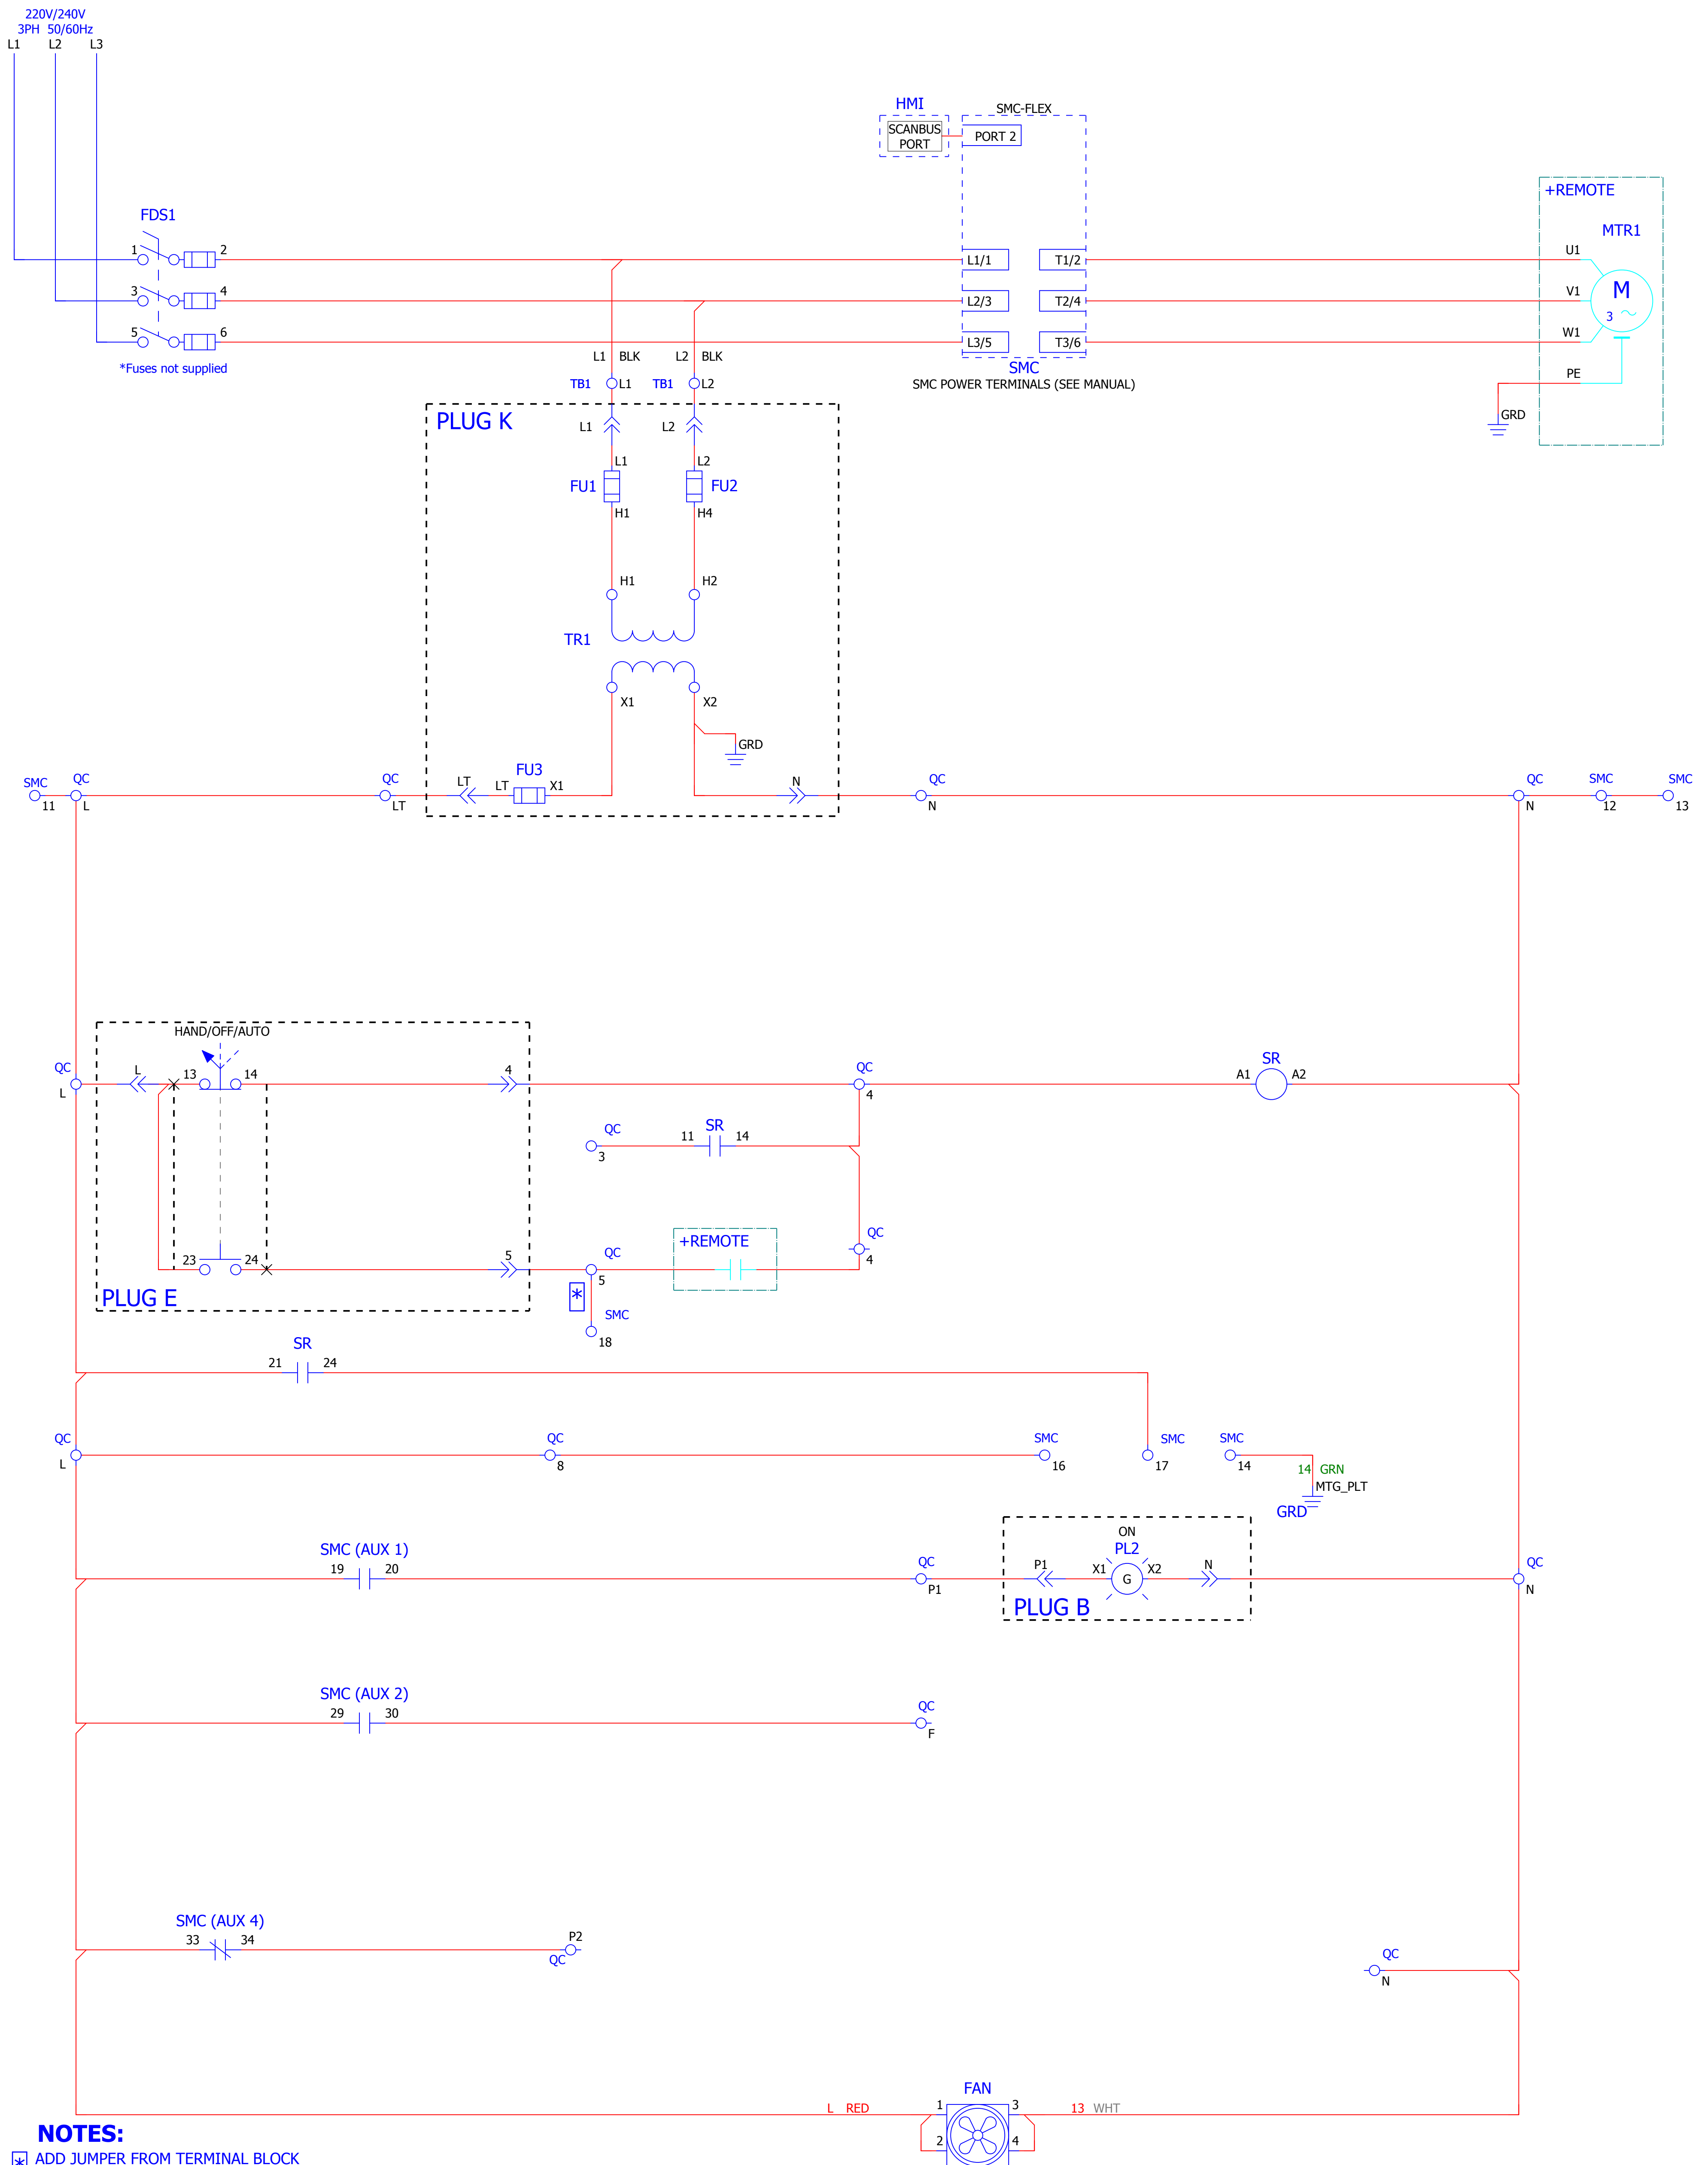 220V/240V
3PH 50/60Hz
L1 L2 L3
HMI
SMC-FLEX
SCANBUS
PORT
PORT 2
+REMOTE
FDS1
MTR1
1 2
L1/1 T1/2
U1
3 4
L2/3 T2/4
V1
M
3
5 6
L3/5 T3/6
W1
*Fuses not supplied
L1 BLK L2 BLK
SMC
SMC POWER TERMINALS (SEE MANUAL)
PE
TB1 L1 TB1 L2
GRD
PLUG K
L1 L2
L1 L2
FU1 FU2
H1 H4
H1 H2
TR1
X1 X2
GRD
FU3
SMC QC QC LT LT X1 N QC QC SMC SMC
11 L LT N N 12 13
HAND/OFF/AUTO
QC L 13 14 4 QC SR
A1 A2
L 4
QC SR
11 14
3
QC
+REMOTE
23 24 5 QC
4
5
PLUG E
*
SMC
18
SR
21 24
QC QC SMC SMC SMC
L 8 16 17 14
14 GRN
MTG_PLT
GRD
ON
SMC (AUX 1) PL2
19 20 QC P1 X1 G X2 N QC
P1 N
PLUG B
SMC (AUX 2)
29 30 QC
F
SMC (AUX 4)
33 34 P2
QC QC
N
FAN
L RED 1 3 13 WHT
2 4
NOTES:
* ADD JUMPER FROM TERMINAL BLOCK